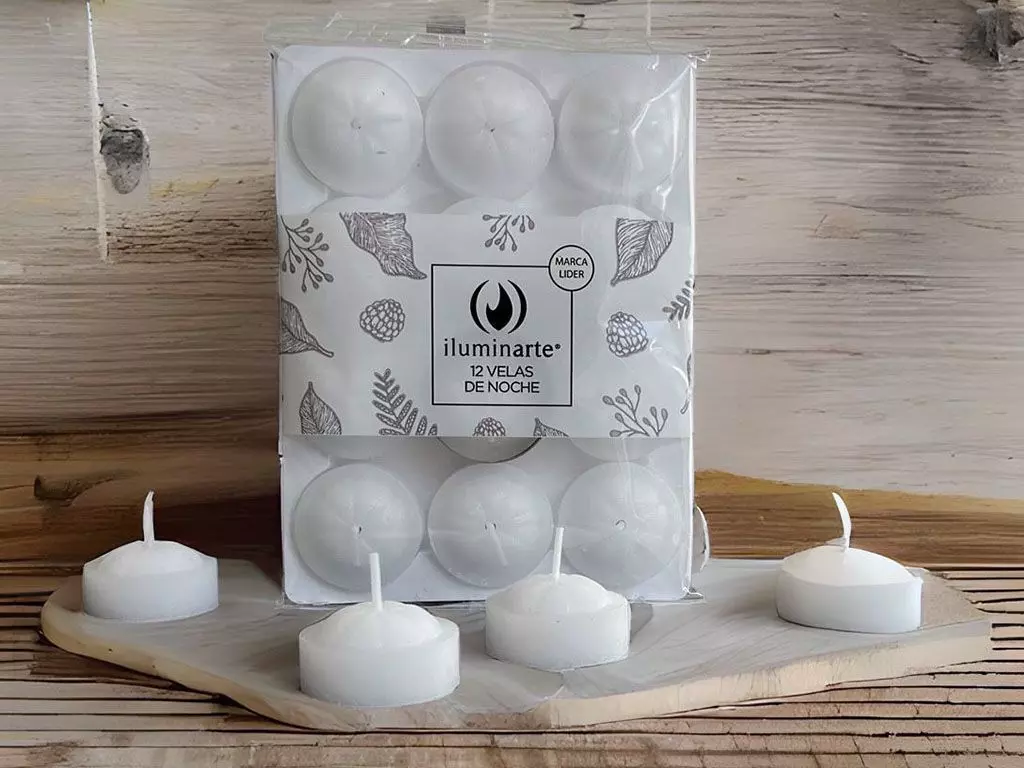 MARCA
LIDER
iluminarte®
12 VELAS
DE NOCHE